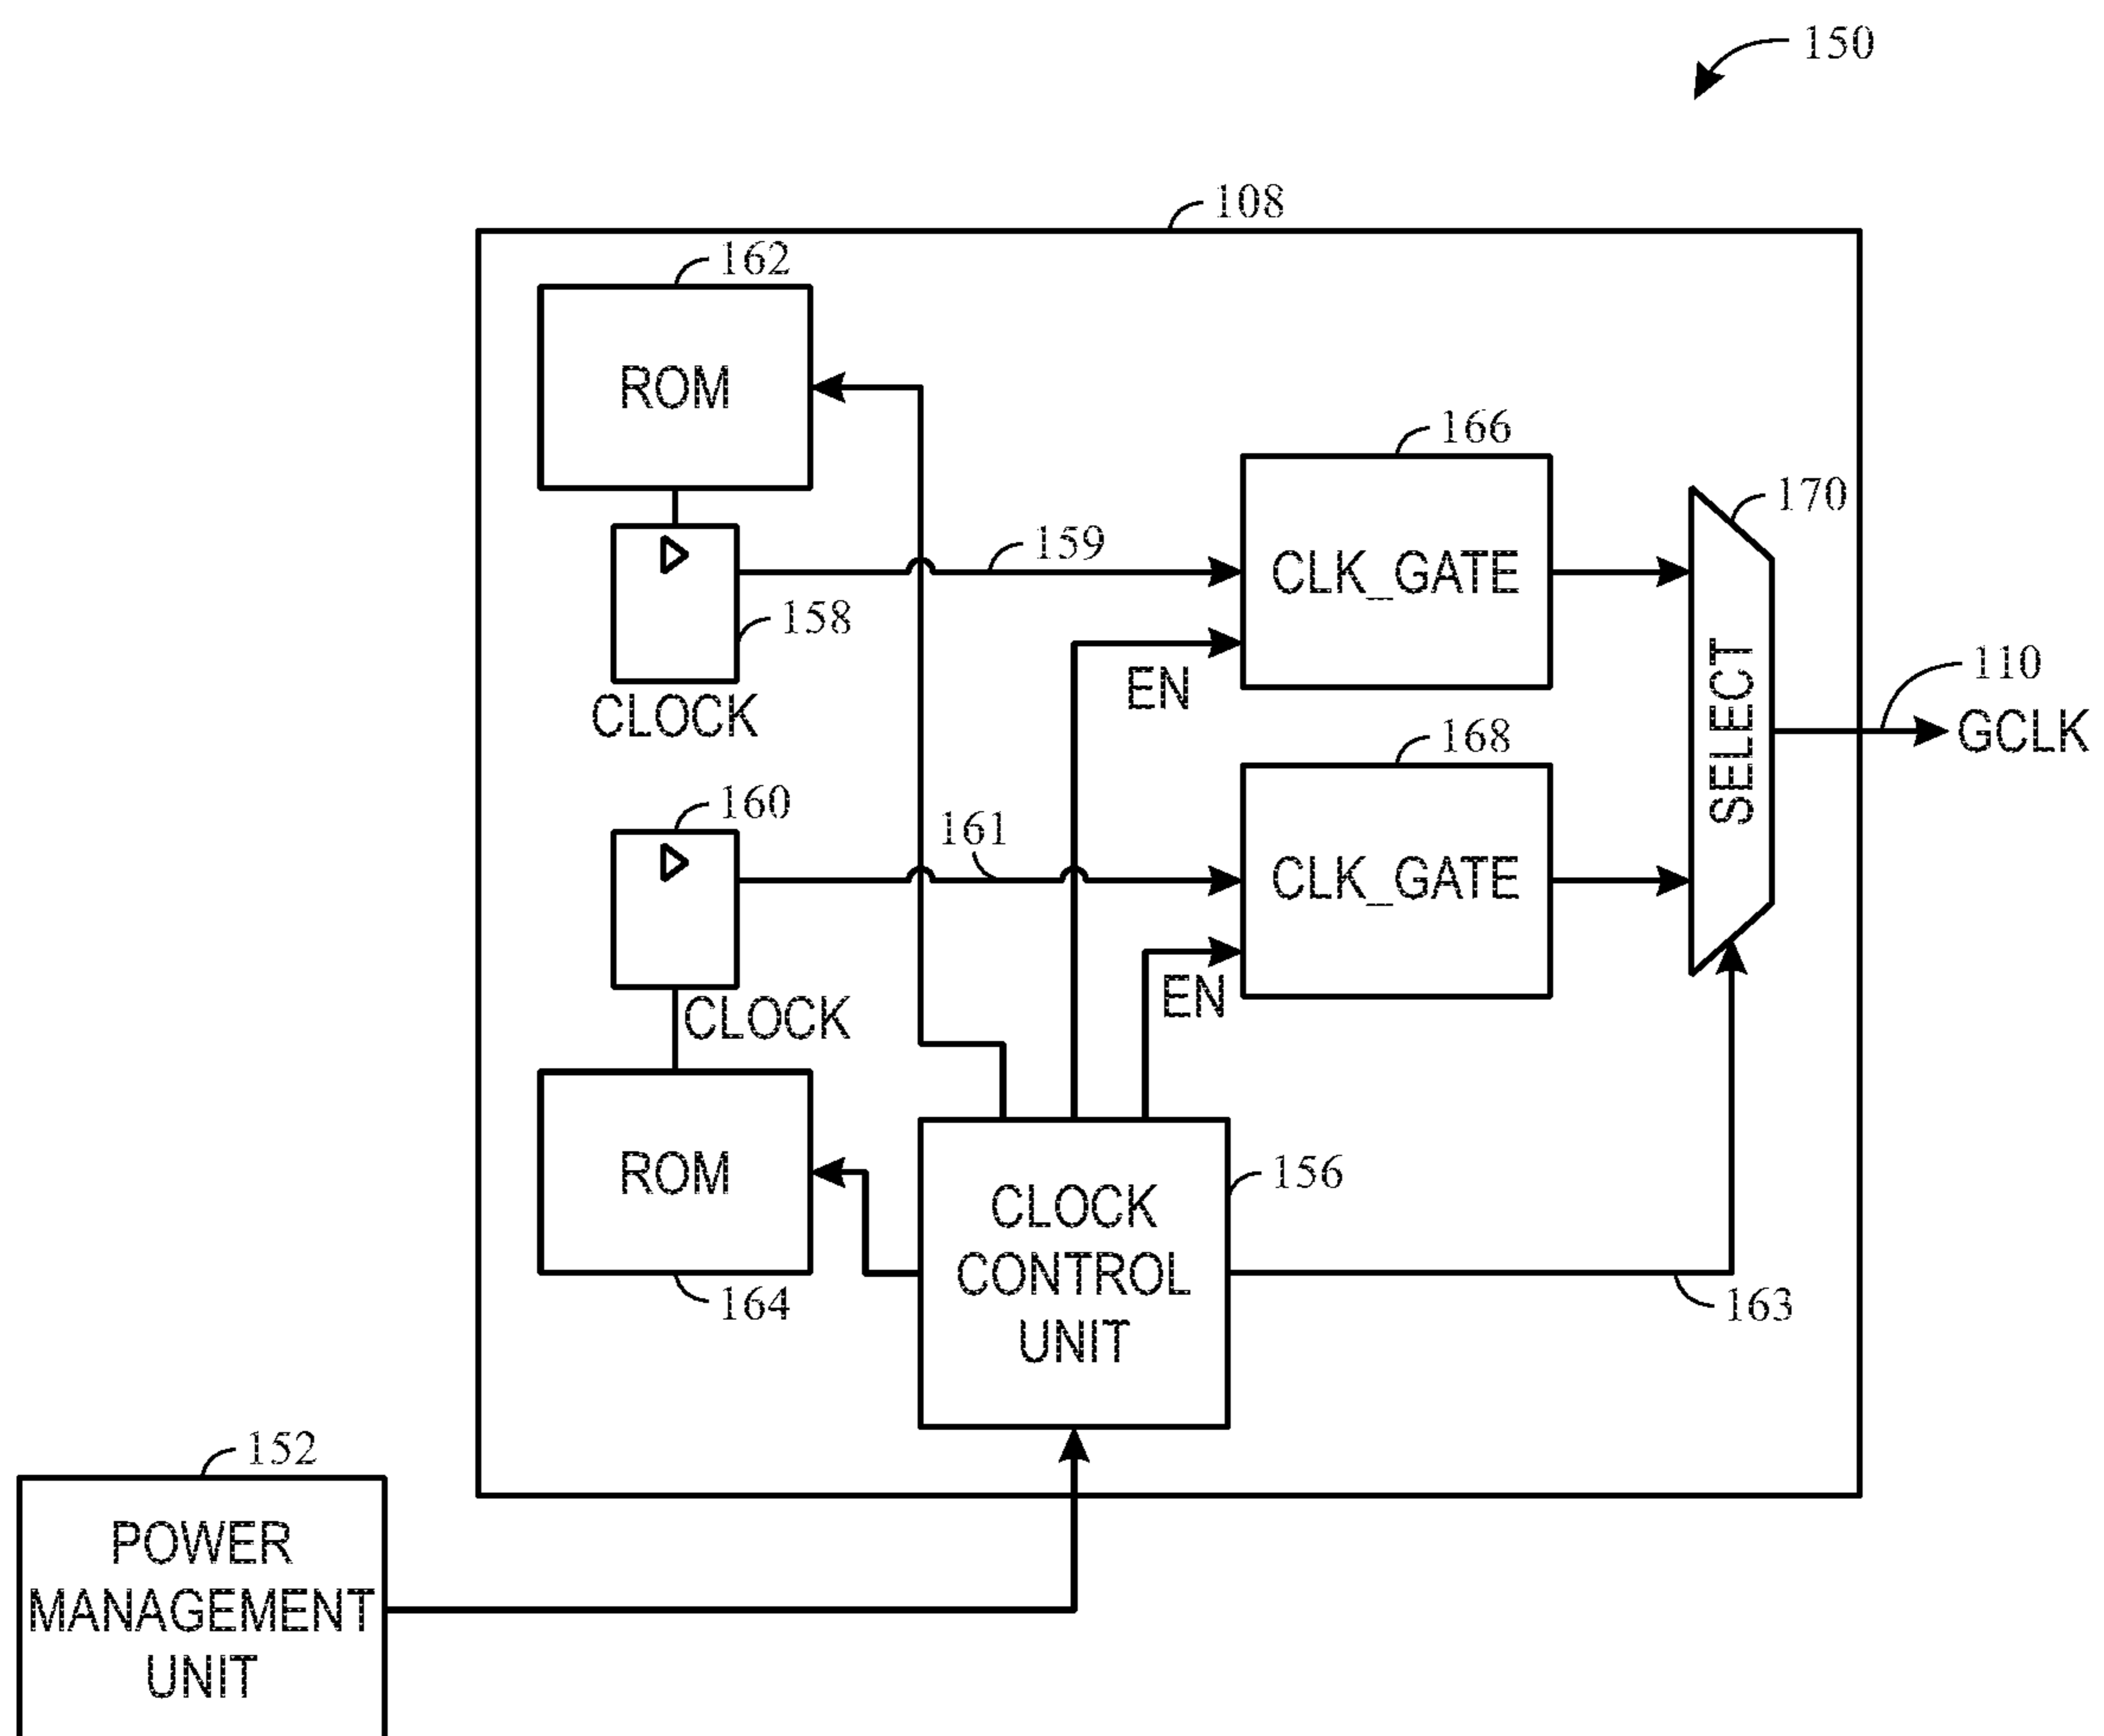 150
108
162
ROM
166
170
159
CLK_GATE
158
EN
SELECT
110
CLOCK
GCLK
168
160
161
CLK_GATE
EN
CLOCK
ROM
156
CLOCK
CONTROL
UNIT
164
163
152
POWER
MANAGEMENT
UNIT